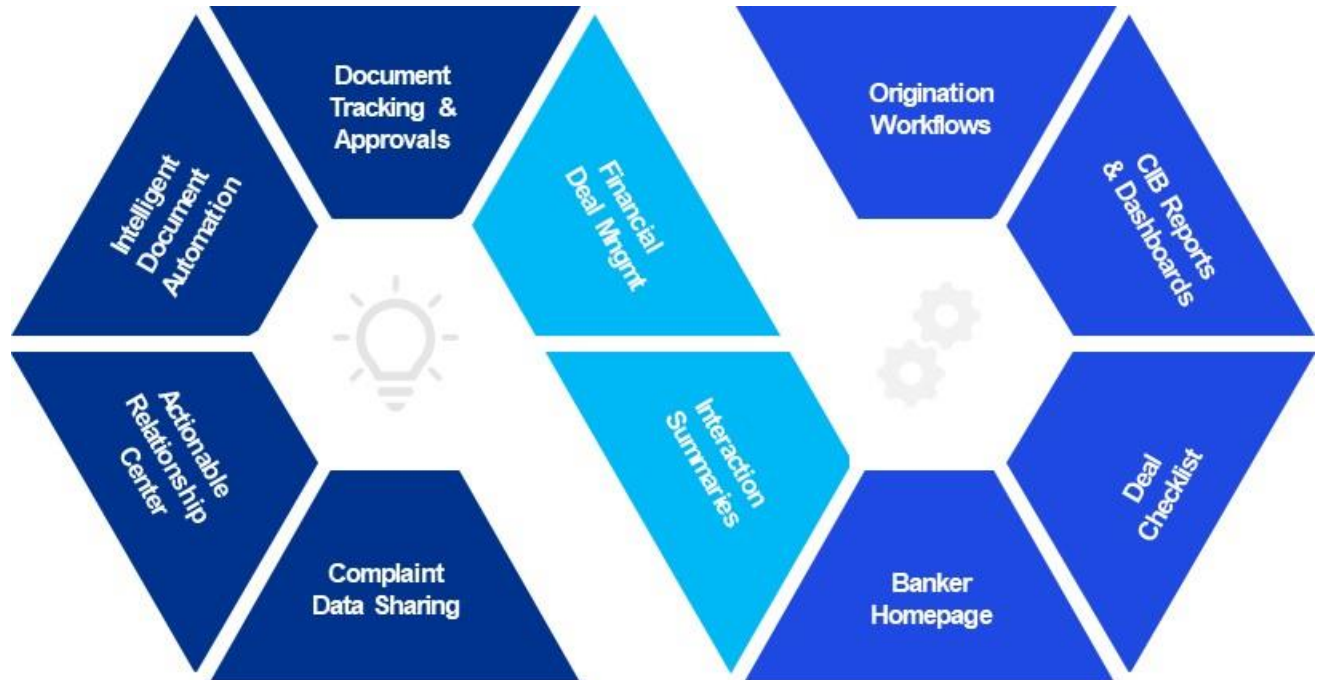 Document
Tracking &
Approvals
Origination
Workflows
Intelligent
Document
Automation
Financial
Deal Mngmt
CIB Reports
& Dashboards
Actionable
Relationship
Center
Interaction
Summaries
Deal
Checklist
Complaint
Data Sharing
Banker
Homepage